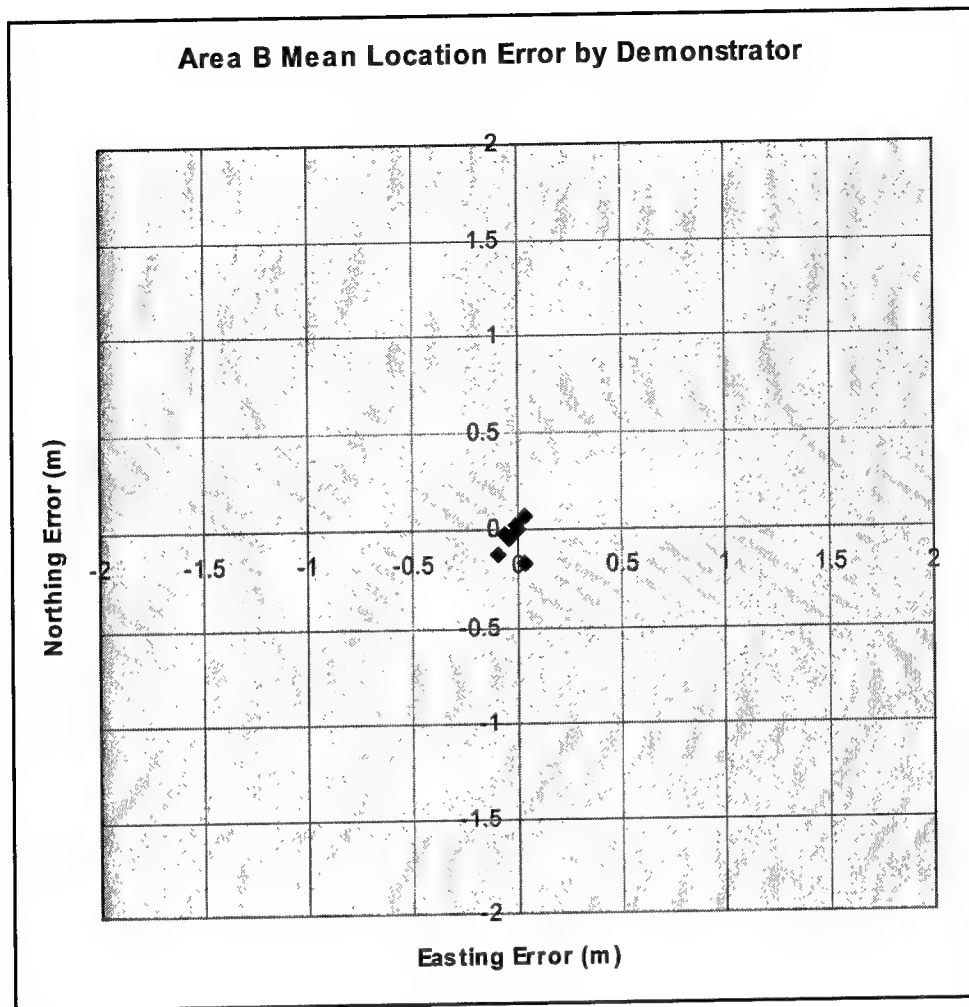 Area B Mean Location Error by Demonstrator
2
1.5
1
0.5
0
-2 -1.5 -1 -0.5 0 0.5 1 1.5 2
-0.5
-1
-1.5
-2
Northing Error (m)
Easting Error (m)